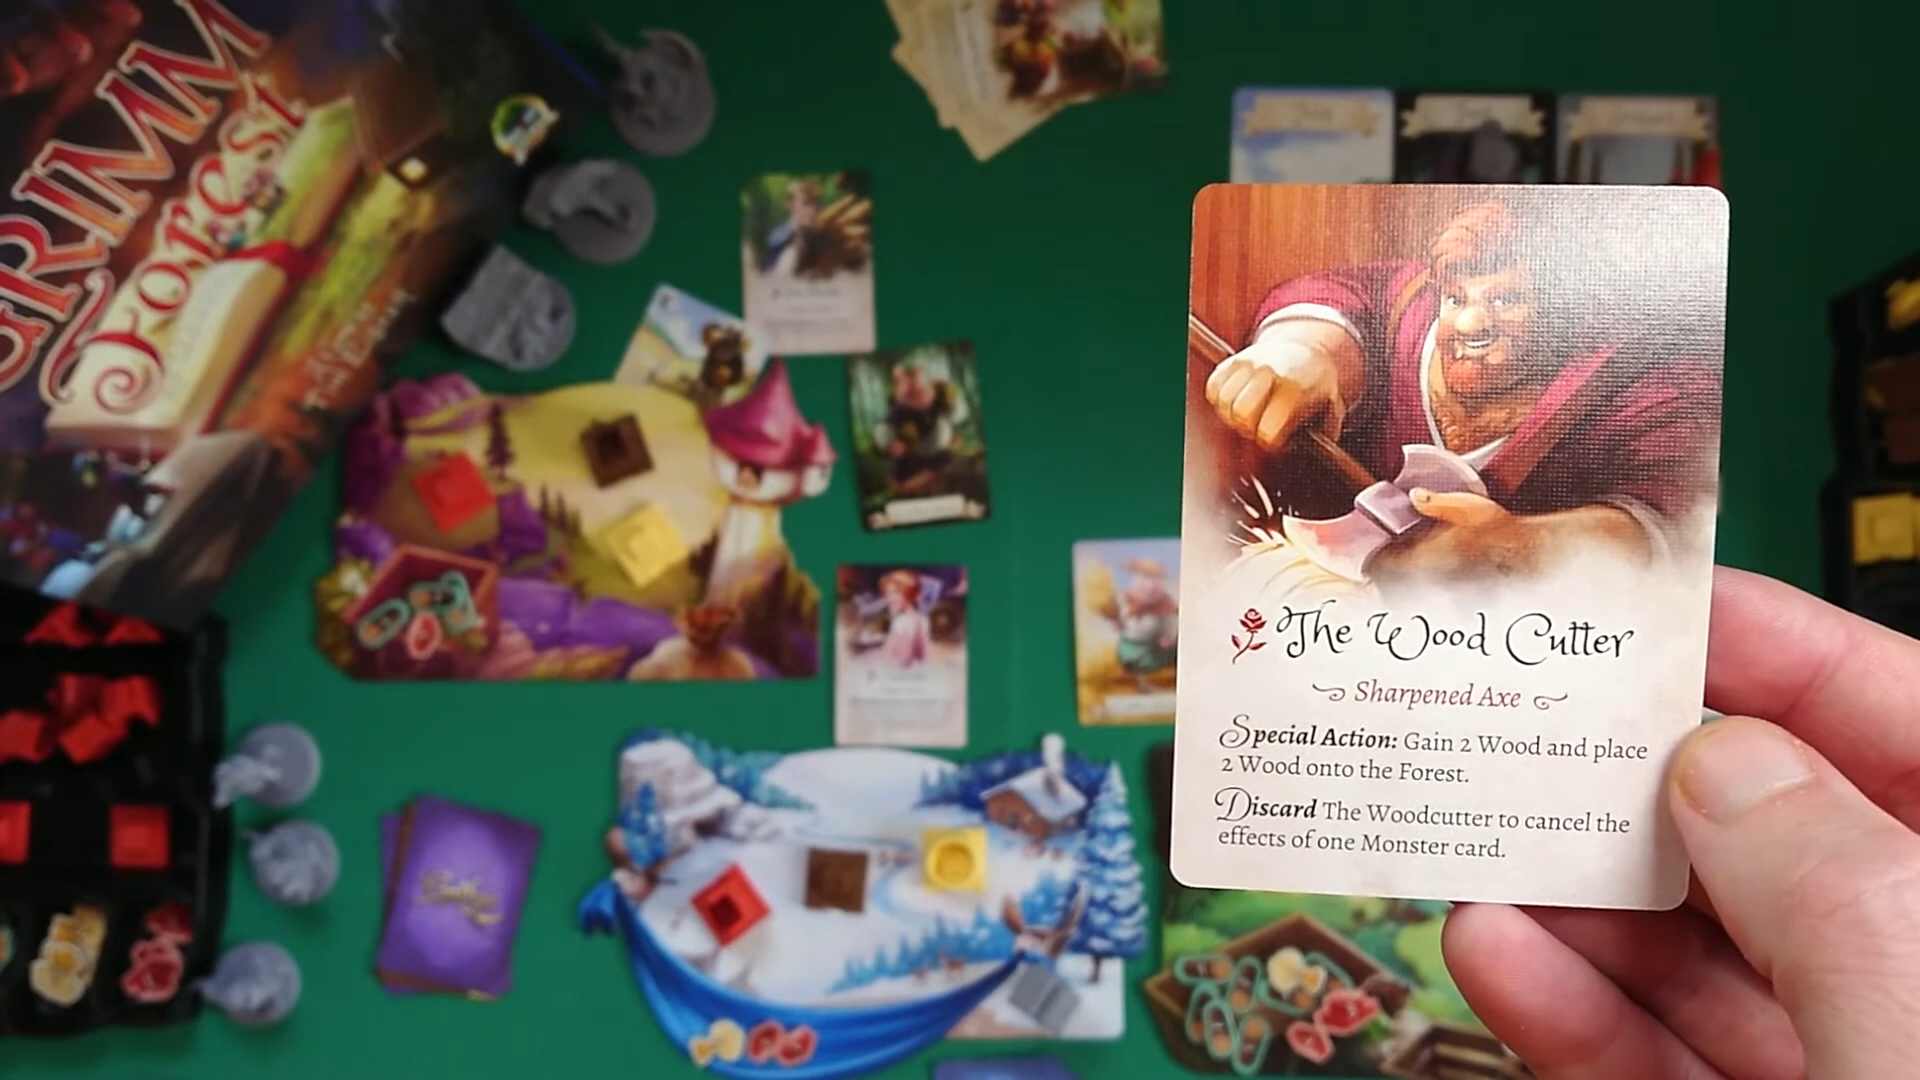 GRIMM
Forest
The Wood Cutter
Sharpened Axe
Special Action: Gain 2 Wood and place
2 Wood onto the Forest.
Discard The Woodcutter to cancel the
effects of one Monster card.